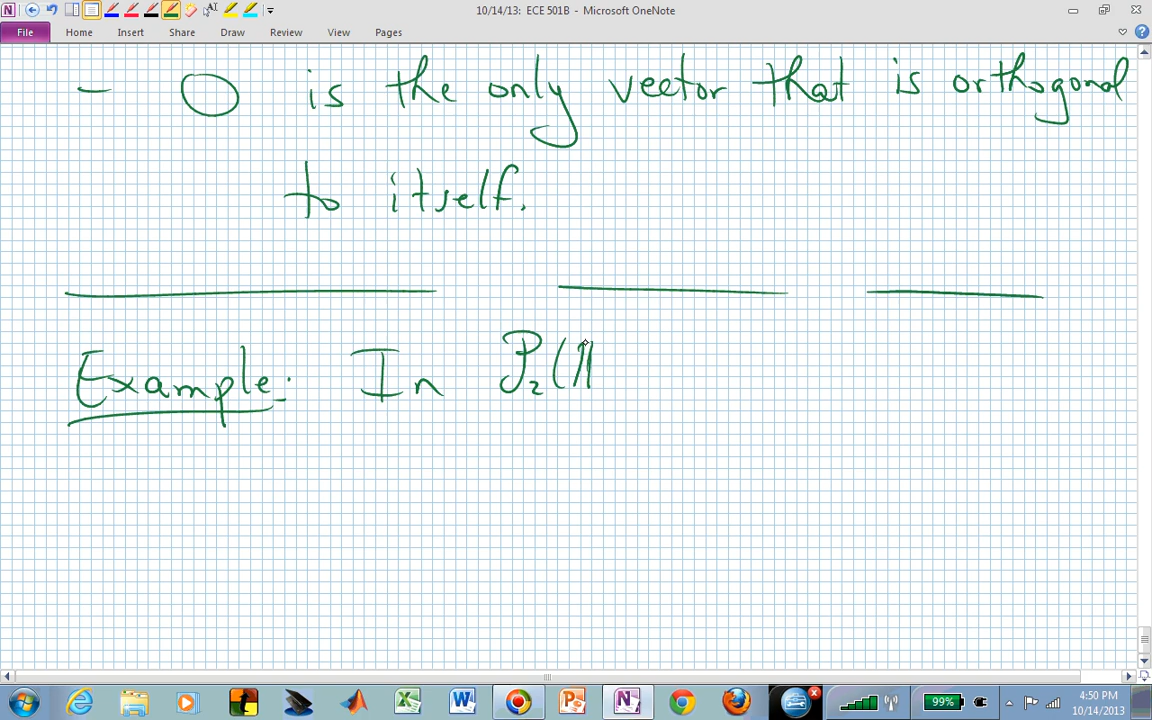 10/14/13: ECE 501B - Microsoft OneNote
File Home Insert Share Draw Review View Pages
- O is the only vector that is orthogonal
to itself.
Example: In P₂(
99%
4:50 PM
10/14/2013